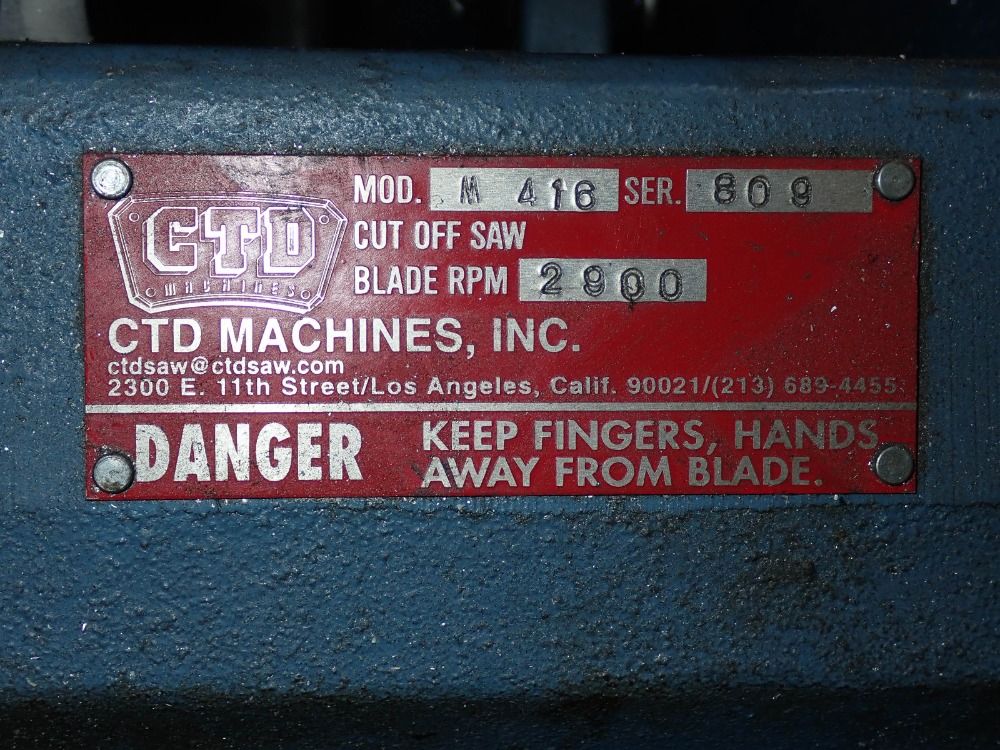 CTD
MACHINES
MOD. M 416 SER. 809
CUT OFF SAW
BLADE RPM 2900
CTD MACHINES, INC.
ctdsaw@ctdsaw.com
2300 E. 11th Street/Los Angeles, Calif. 90021/(213) 689-4455
DANGER
KEEP FINGERS, HANDS
AWAY FROM BLADE.